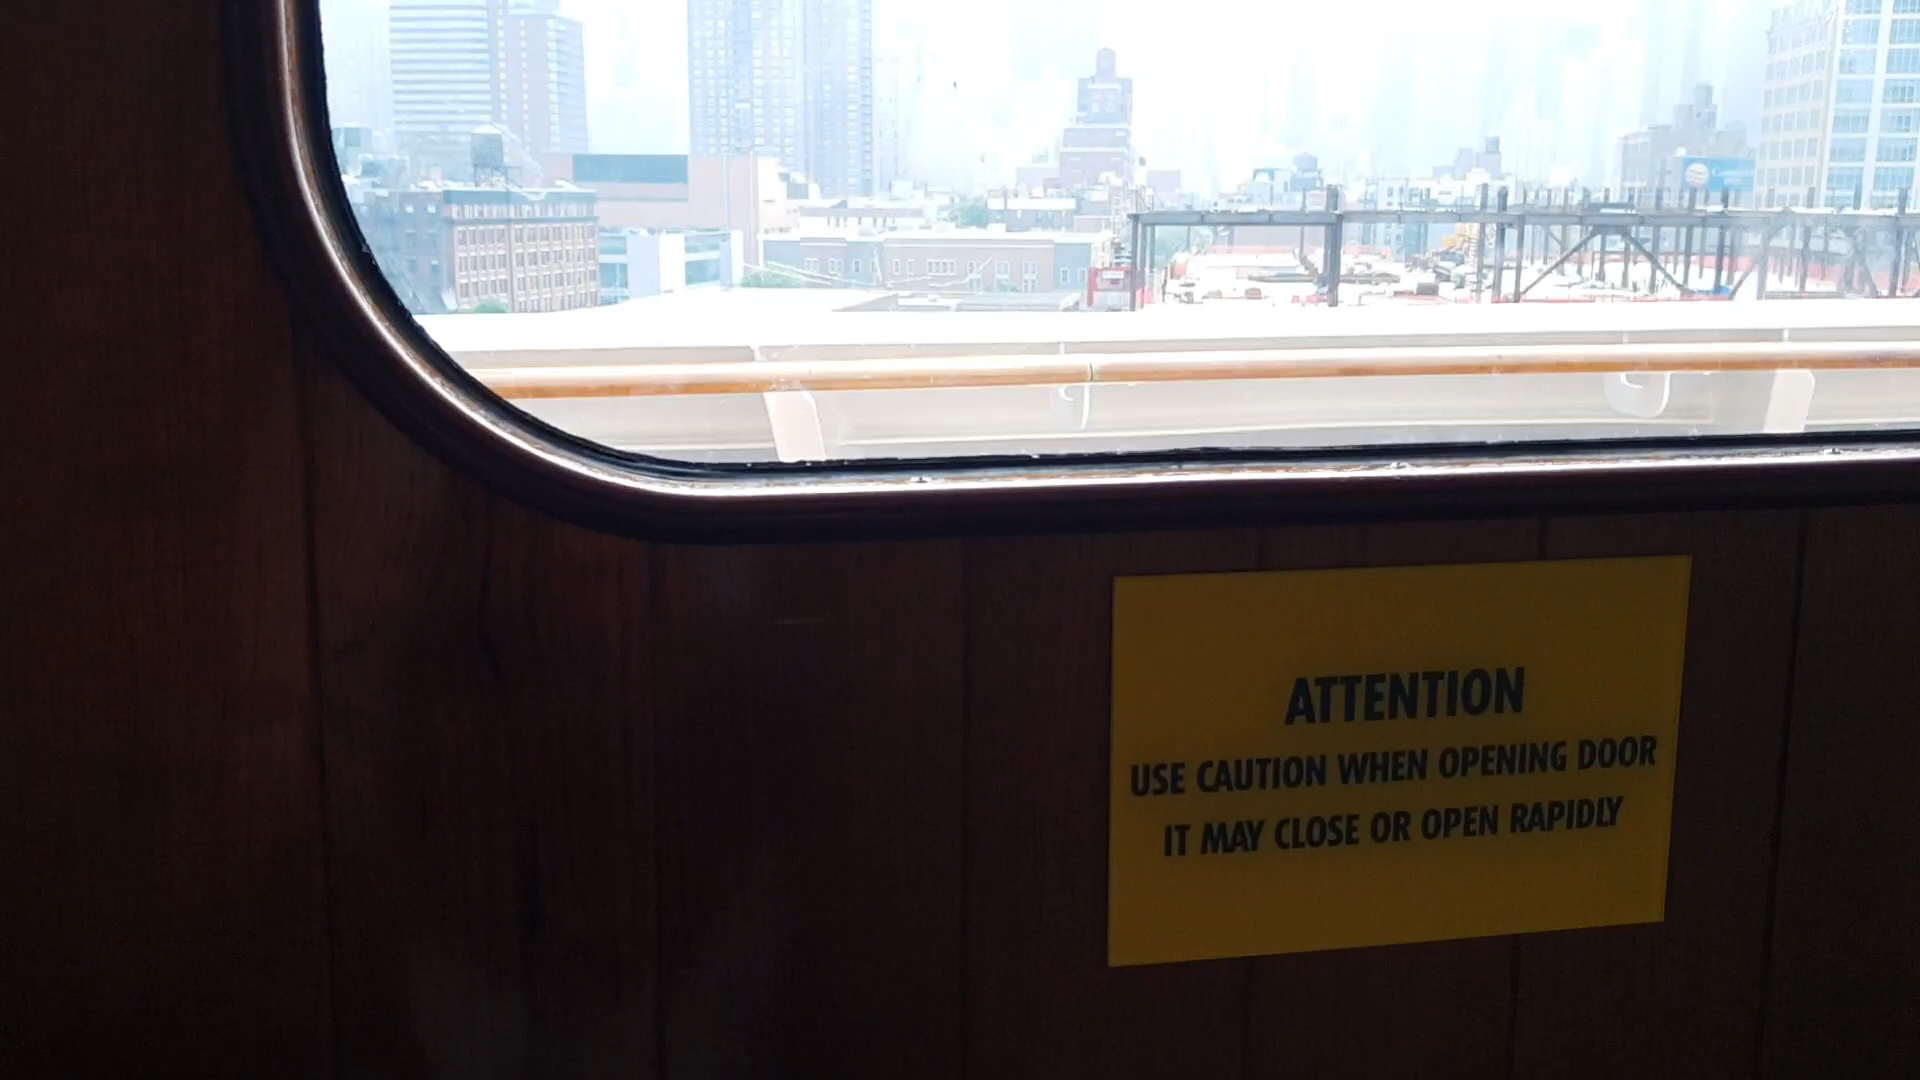 ATTENTION
USE CAUTION WHEN OPENING DOOR
IT MAY CLOSE OR OPEN RAPIDLY